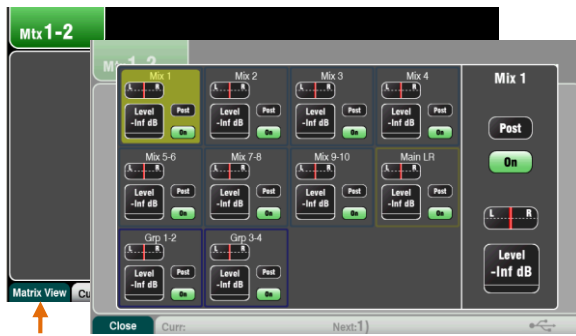 Mtx1-2
Mtx1-2
Mix 1 Mix 2 Mix 3 Mix 4 Mix 1
L R L R L R L R
Level Post Level Post Level Post Level Post Post
-Inf dB On -Inf dB On -Inf dB On -Inf dB On On
Mix 5-6 Mix 7-8 Mix 9-10 Main LR
L R L R L R L R
Level Post Level Post Level Post Level Post L R
-Inf dB On -Inf dB On -Inf dB On -Inf dB On
Grp 1-2 Grp 3-4
L R L R
Level Post Level Post Level
-Inf dB On -Inf dB On -Inf dB
Matrix View Cu
Close Curr: Next:1)